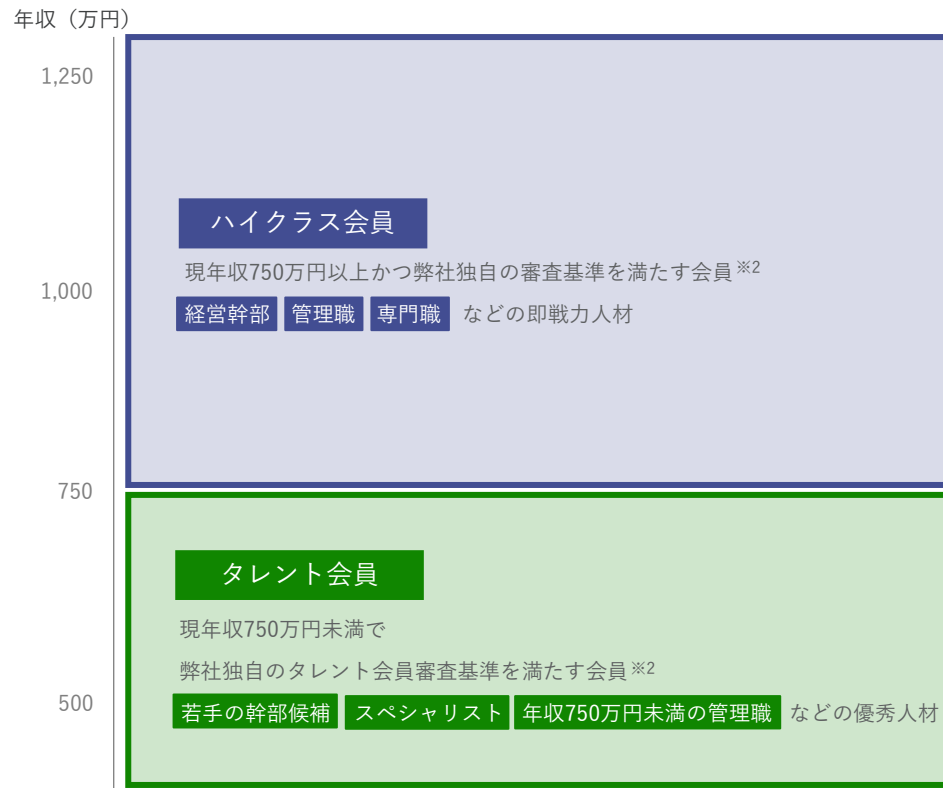 年収（万円）
1,250
ハイクラス会員
現年収750万円以上かつ弊社独自の審査基準を満たす会員※2
1,000
経営幹部 管理職 専門職 などの即戦力人材
750
タレント会員
現年収750万円未満で
弊社独自のタレント会員審査基準を満たす会員※2
500
若手の幹部候補 スペシャリスト 年収750万円未満の管理職 などの優秀人材